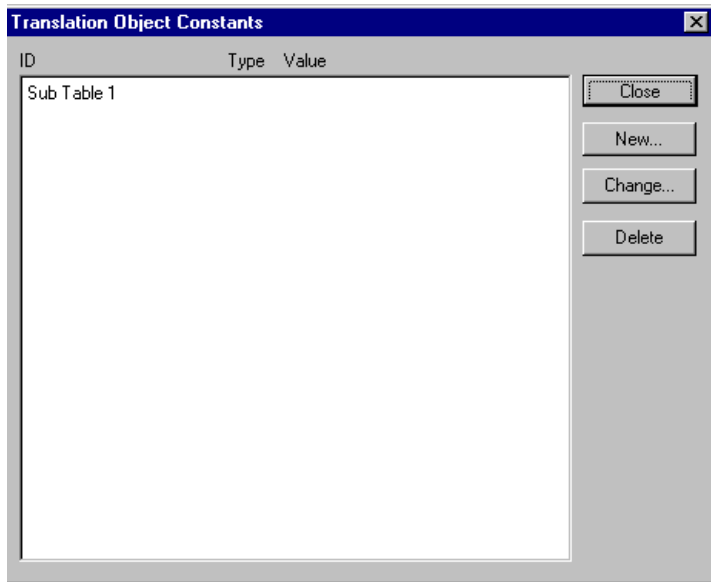 Translation Object Constants
ID Type Value
Sub Table 1
Close
New...
Change...
Delete